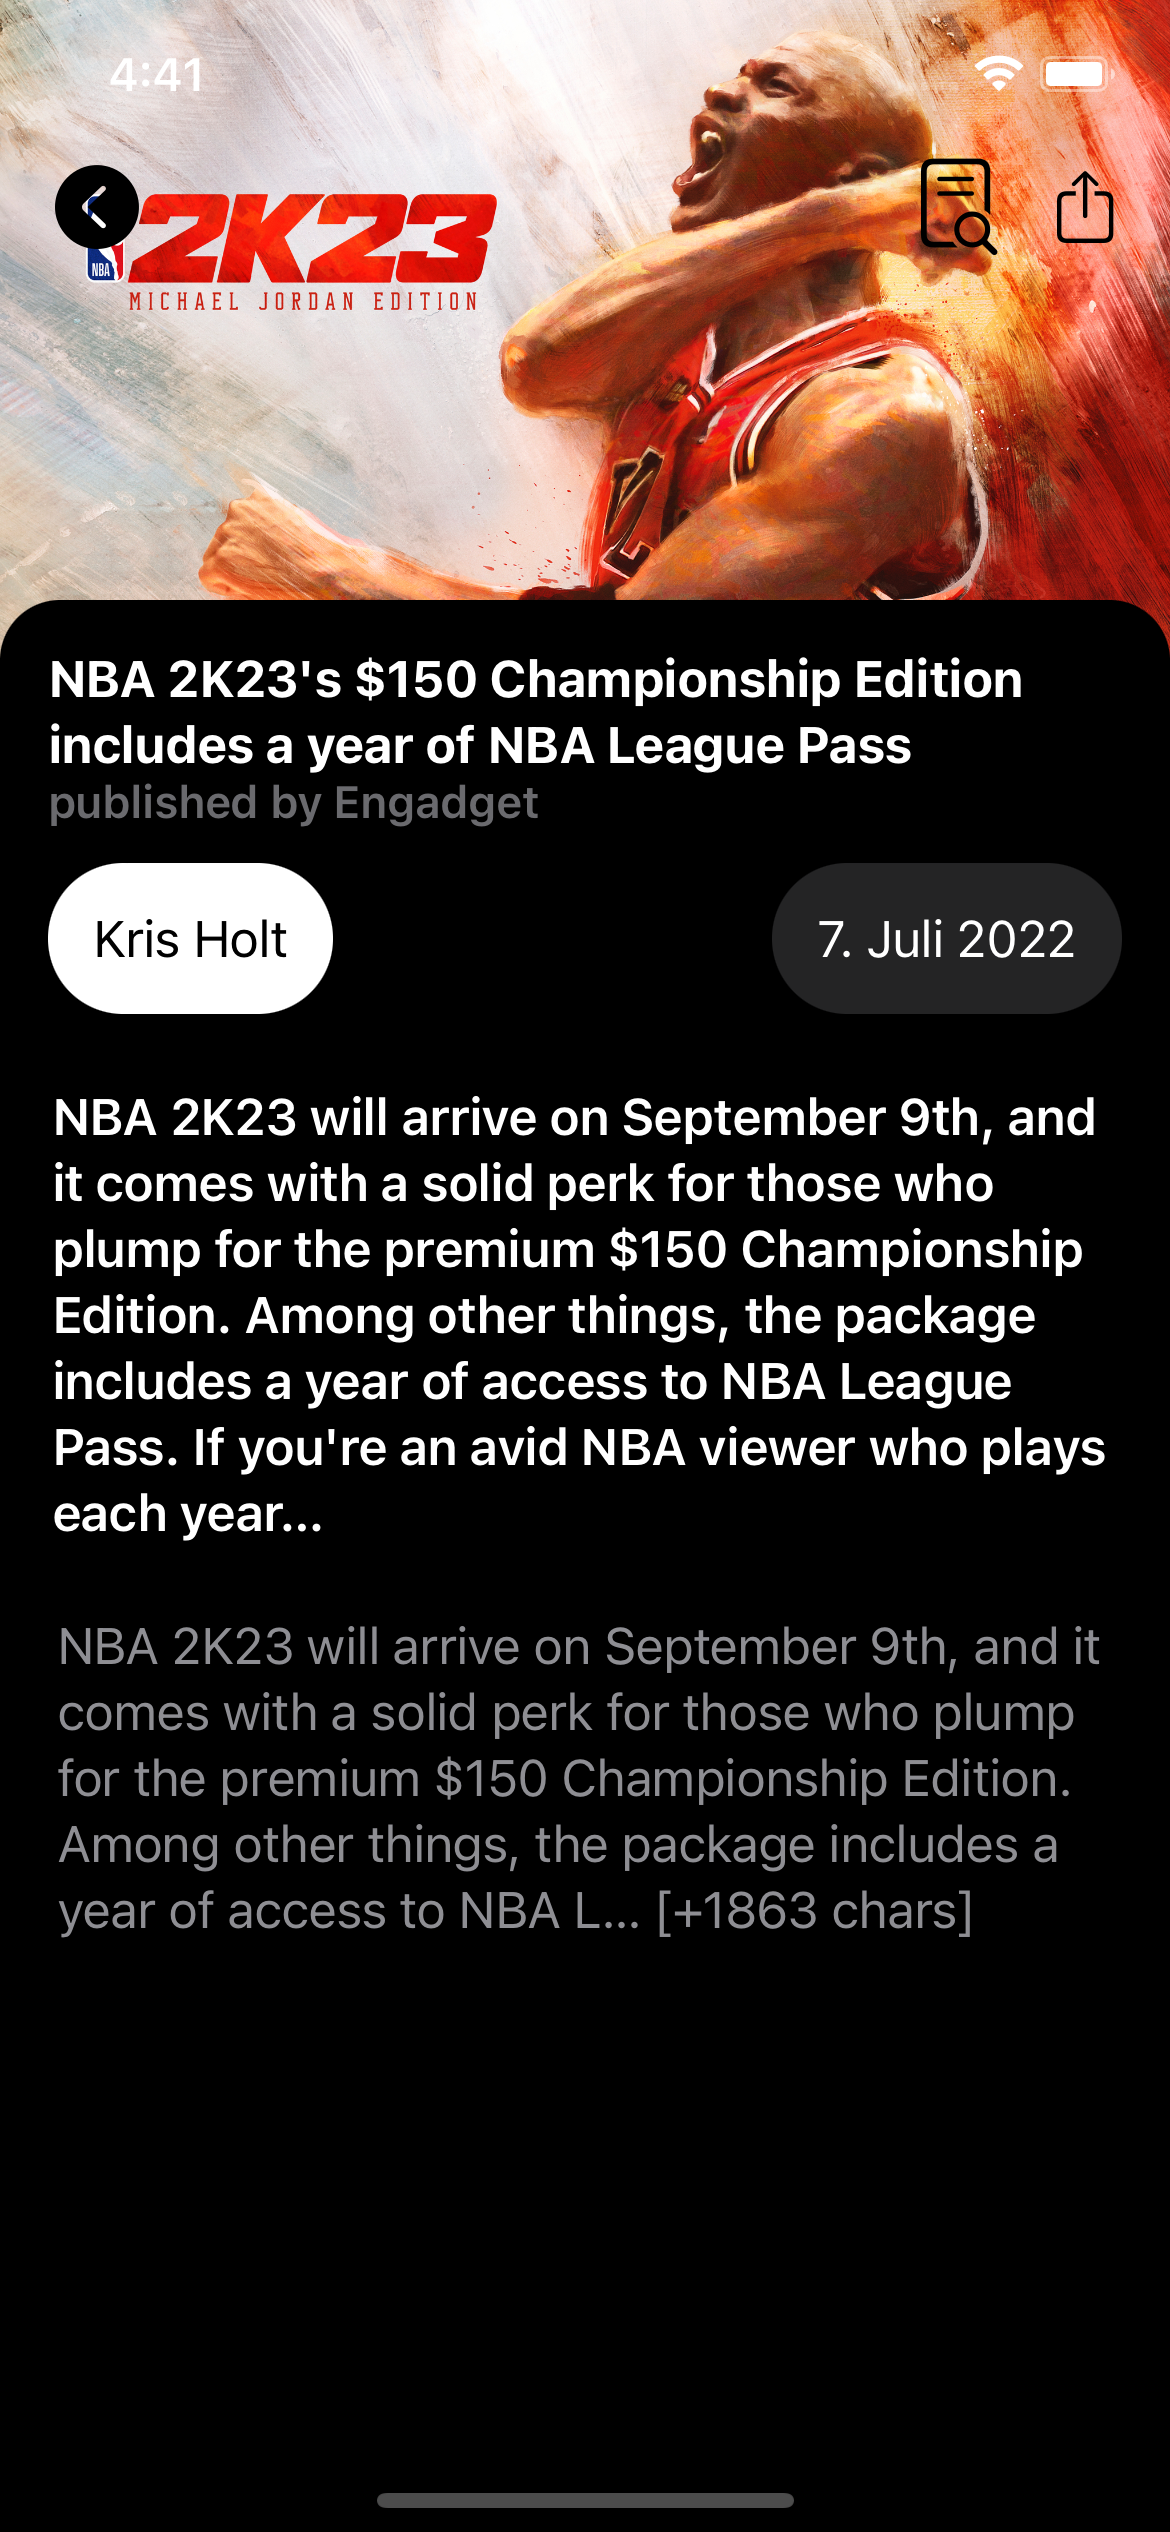 4:41
2K23
NBA
MICHAEL JORDAN EDITION
NBA 2K23's $150 Championship Edition
includes a year of NBA League Pass
published by Engadget
Kris Holt
7. Juli 2022
NBA 2K23 will arrive on September 9th, and
it comes with a solid perk for those who
plump for the premium $150 Championship
Edition. Among other things, the package
includes a year of access to NBA League
Pass. If you're an avid NBA viewer who plays
each year...
NBA 2K23 will arrive on September 9th, and it
comes with a solid perk for those who plump
for the premium $150 Championship Edition.
Among other things, the package includes a
year of access to NBA L… [+1863 chars]